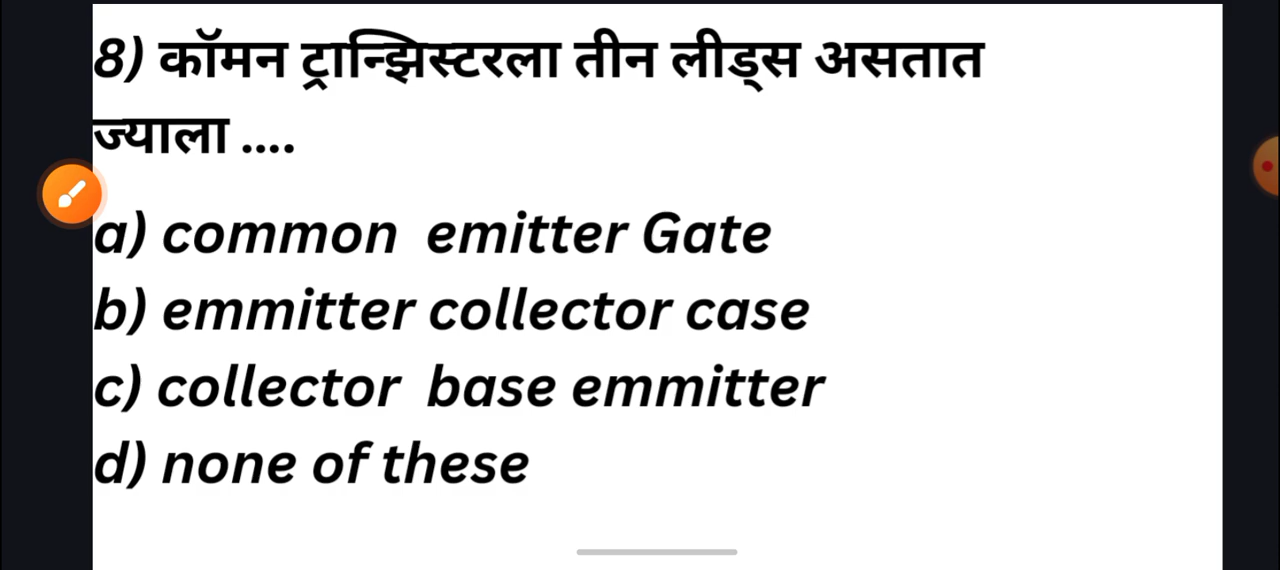 8) कॉमन ट्रान्झिस्टरला तीन लीड्स असतात
ज्याला ....
a) common emitter Gate
b) emmitter collector case
c) collector base emmitter
d) none of these